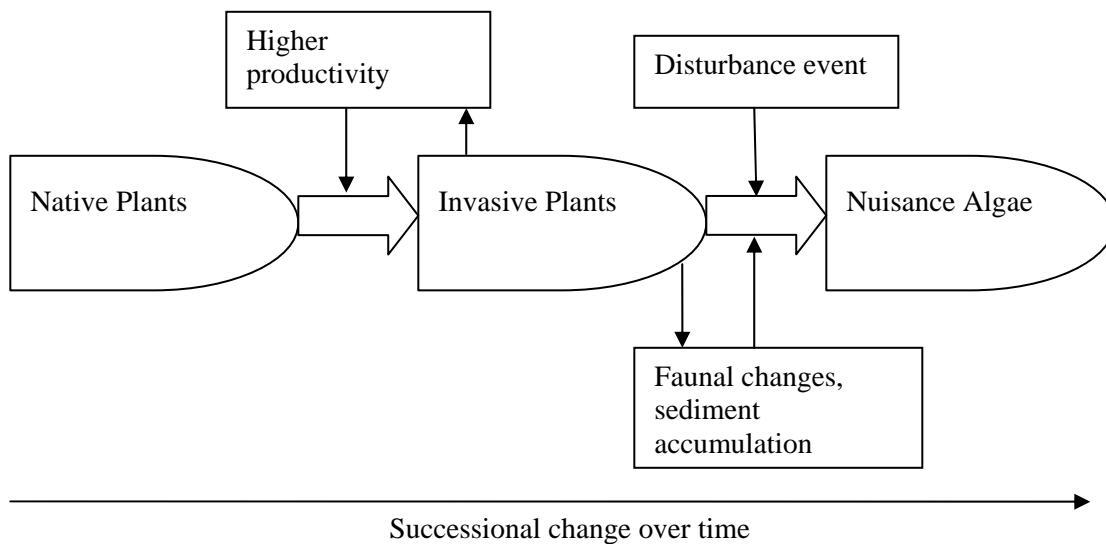 Higher
productivity
Disturbance event
Native Plants
Invasive Plants
Nuisance Algae
Faunal changes,
sediment
accumulation
Successional change over time